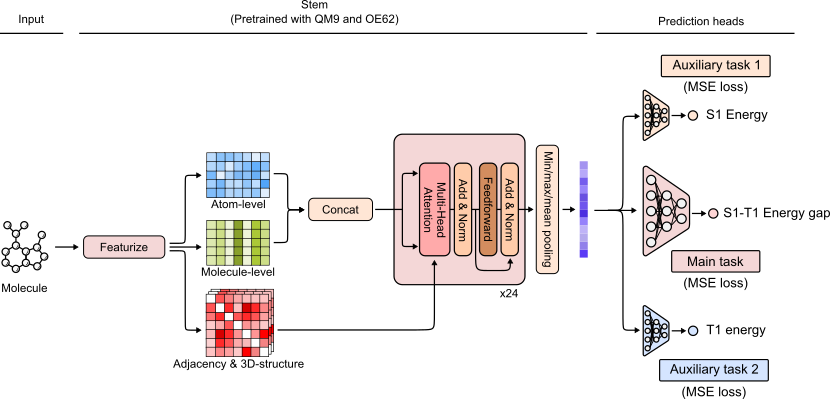 Input
Stem
(Pretrained with QM9 and OE62)
Prediction heads
Auxiliary task 1
(MSE loss)
S1 Energy
Atom-level
Concat
Multi-Head
Attention
Add & Norm
Feedforward
Add & Norm
Min/max/mean pooling
S1-T1 Energy gap
Featurize
Molecule-level
Molecule
Main task
(MSE loss)
x24
T1 energy
Adjacency & 3D-structure
Auxiliary task 2
(MSE loss)